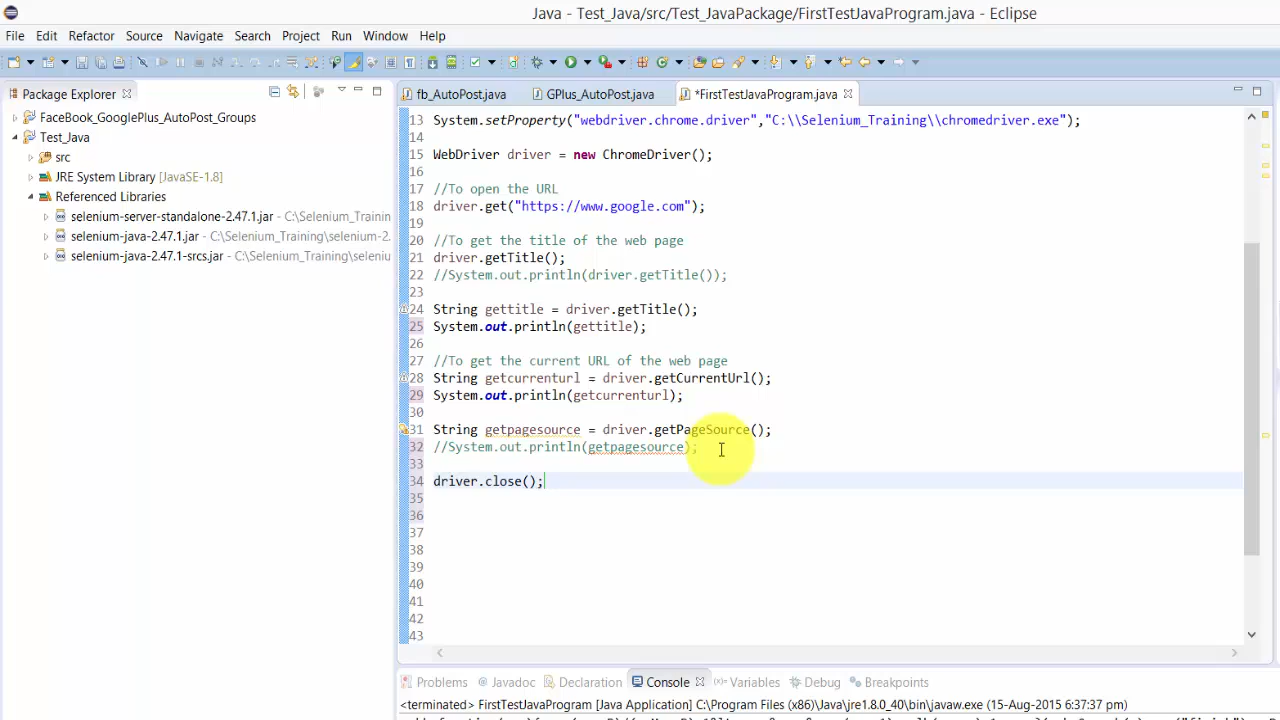 Java - Test_Java/src/Test_JavaPackage/FirstTestJavaProgram.java - Eclipse
File Edit Refactor Source Navigate Search Project Run Window Help
Package Explorer
fb_AutoPost.java GPlus_AutoPost.java *FirstTestJavaProgram.java
FaceBook_GooglePlus_AutoPost_Groups
Test_Java
src
JRE System Library [JavaSE-1.8]
Referenced Libraries
selenium-server-standalone-2.47.1.jar - C:\Selenium_Trainin
selenium-java-2.47.1.jar - C:\Selenium_Training\selenium-2.
selenium-java-2.47.1-srcs.jar - C:\Selenium_Training\seleni
13 System.setProperty("webdriver.chrome.driver","C:\\Selenium_Training\\chromedriver.exe");
14
15 WebDriver driver = new ChromeDriver();
16
17 //To open the URL
18 driver.get("https://www.google.com");
19
20 //To get the title of the web page
21 driver.getTitle();
22 //System.out.println(driver.getTitle());
23
24 String gettitle = driver.getTitle();
25 System.out.println(gettitle);
26
27 //To get the current URL of the web page
28 String getcurrenturl = driver.getCurrentUrl();
29 System.out.println(getcurrenturl);
30
31 String getpagesource = driver.getPageSource();
32 //System.out.println(getpagesource);
33
34 driver.close();
35
36
37
38
39
40
41
42
43
Problems @ Javadoc Declaration Console Variables Debug Breakpoints
<terminated> FirstTestJavaProgram [Java Application] C:\Program Files (x86)\Java\jre1.8.0_40\bin\javaw.exe (15-Aug-2015 6:37:37 pm)